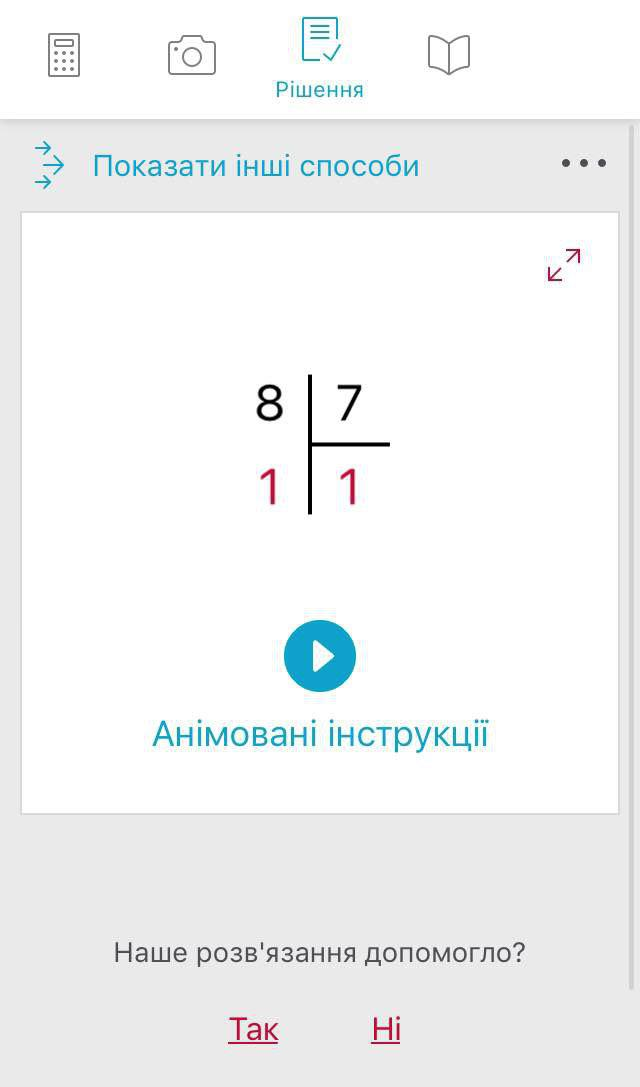 Рішення
Показати інші способи
8 7
1 1
Анімовані інструкції
Наше розв'язання допомогло?
Так Ні